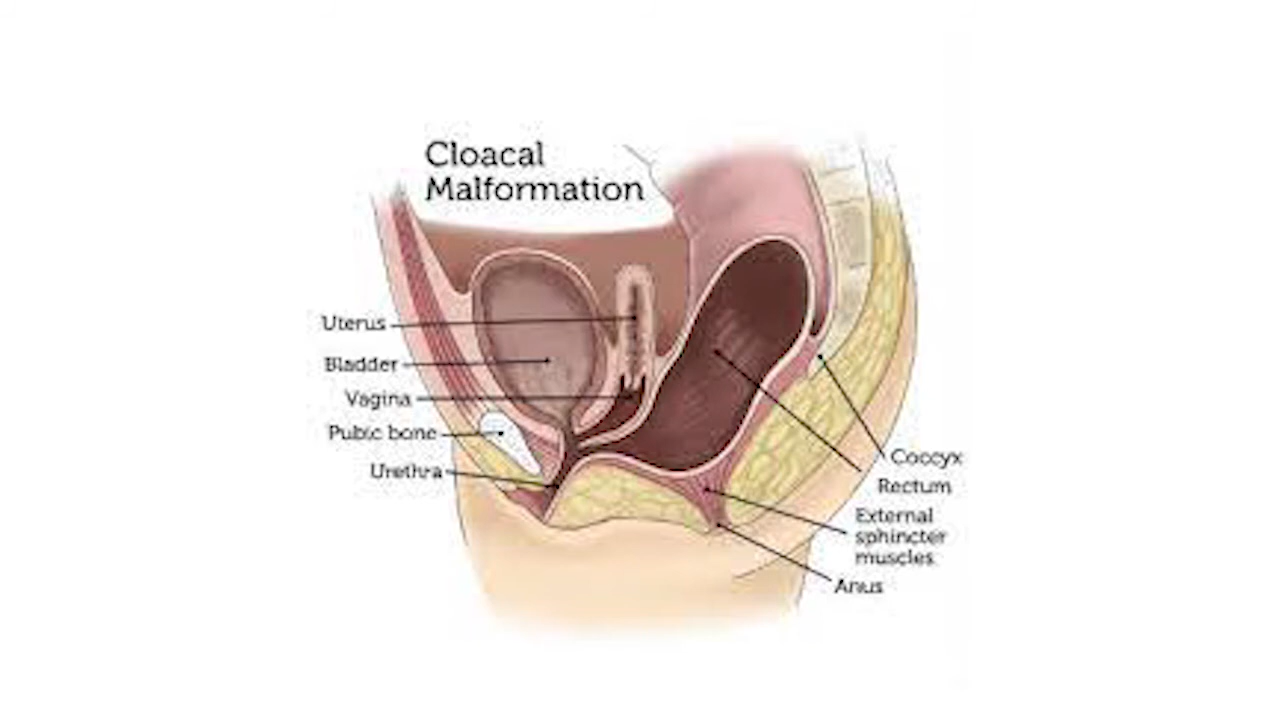 Cloacal
Malformation
Uterus
Bladder
Vagina
Pubic bone
Urethra
Coccyx
Rectum
External
sphincter
muscles
Anus